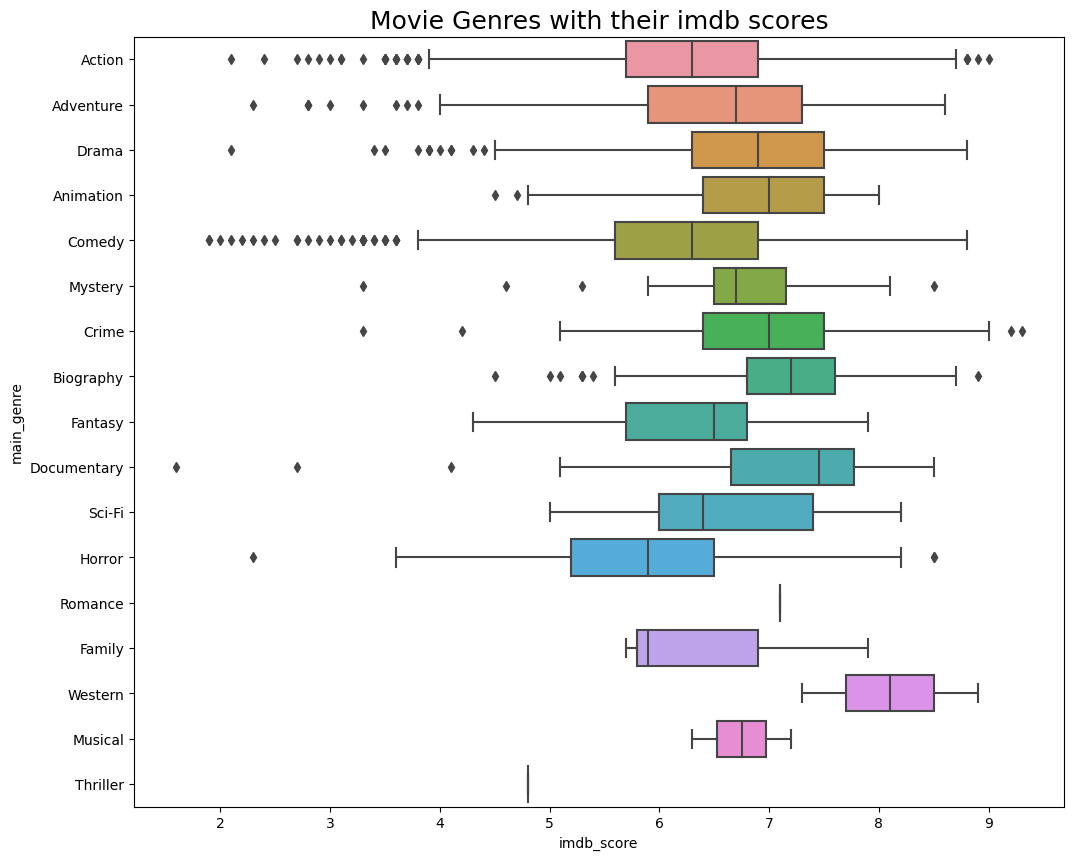 Movie Genres with their imdb scores
main_genre
Action
Adventure
Drama
Animation
Comedy
Mystery
Crime
Biography
Fantasy
Documentary
Sci-Fi
Horror
Romance
Family
Western
Musical
Thriller
2 3 4 5 6 7 8 9
imdb_score